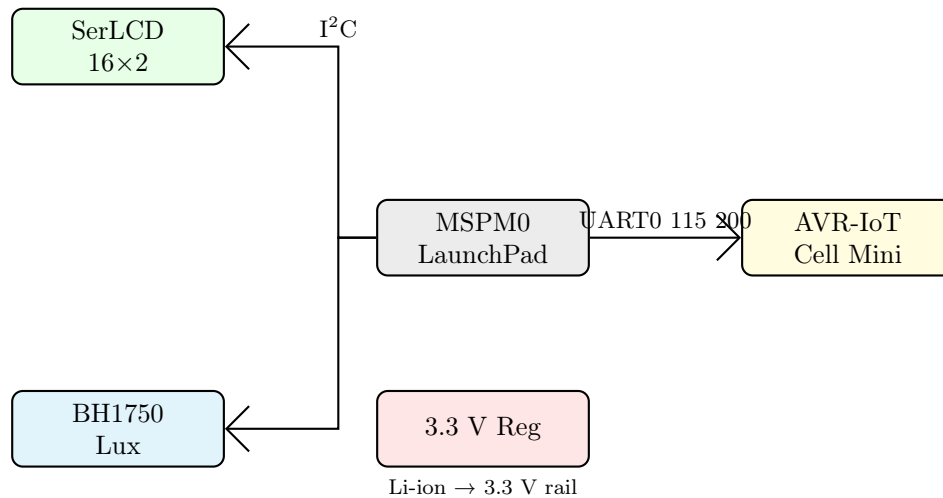 SerLCD
16×2
I²C
MSPM0
LaunchPad
UART0 115 200
AVR-IoT
Cell Mini
BH1750
Lux
3.3 V Reg
Li-ion → 3.3 V rail